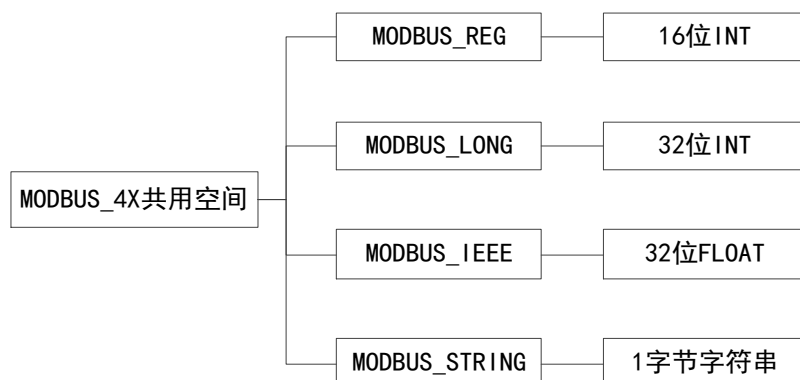 MODBUS_REG
16位INT
MODBUS_LONG
32位INT
MODBUS_4X共用空间
MODBUS_IEEE
32位FLOAT
MODBUS_STRING
1字节字符串